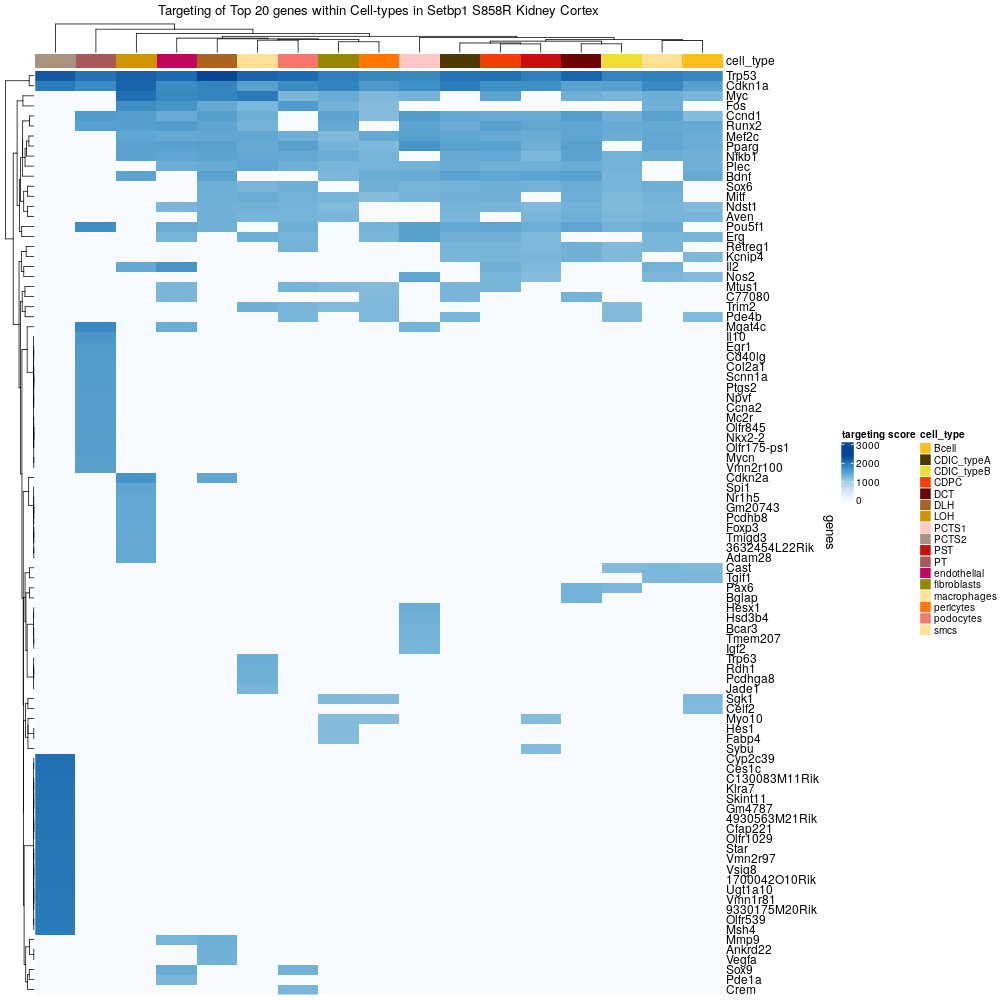 Targeting of Top 20 genes within Cell-types in Setbp1 S858R Kidney Cortex
cell_type
Trp53
Cdkn1a
Myc
Fos
Ccnd1
Runx2
Mef2c
Pparg
Nfkb1
Plec
Bdnf
Sox6
Mitf
Ndst1
Aven
Pou5f1
Erg
Retreg1
Kcnip4
Il2
Nos2
Mtus1
C77080
Trim2
Pde4b
Mgat4c
Il10
Egr1
Cd40lg
Col2a1
Scnn1a
Ptgs2
Npvf
Ccna2
Mc2r
Olfr845
Nkx2-2
Olfr175-ps1
Mycn
Vmn2r100
Cdkn2a
Spi1
Nr1h5
Gm20743
Pcdhb8
Foxp3
Tmigd3
3632454L22Rik
Adam28
Cast
Tgif1
Pax6
Bglap
Hesx1
Hsd3b4
Bcar3
Tmem207
Igf2
Trp63
Rdh1
Pcdhga8
Jade1
Sgk1
Celf2
Myo10
Hes1
Fabp4
Sybu
Cyp2c39
Ces1c
C130083M11Rik
Klra7
Skint11
Gm4787
4930563M21Rik
Cfap221
Olfr1029
Star
Vmn2r97
Vsig8
1700042O10Rik
Ugt1a10
Vmn1r81
9330175M20Rik
Olfr539
Msh4
Mmp9
Ankrd22
Vegfa
Sox9
Pde1a
Crem
genes
targeting score
3000
2000
1000
0
cell_type
Bcell
CDIC_typeA
CDIC_typeB
CDPC
DCT
DLH
LOH
PCTS1
PCTS2
PST
PT
endothelial
fibroblasts
macrophages
pericytes
podocytes
smcs